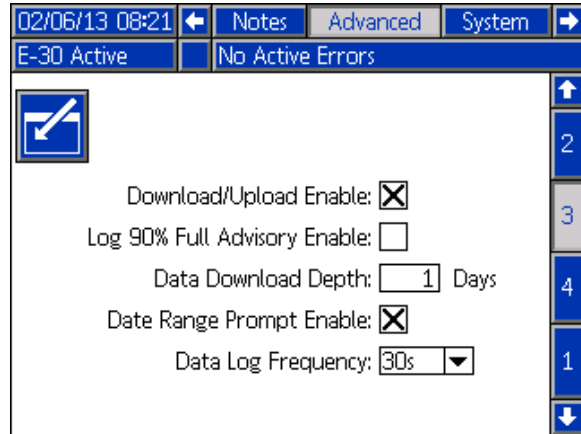 02/06/13 08:21 Notes Advanced System
E-30 Active No Active Errors
2
Download/Upload Enable:
3
Log 90% Full Advisory Enable:
Data Download Depth: 1 Days
4
Date Range Prompt Enable:
Data Log Frequency: 30s
1